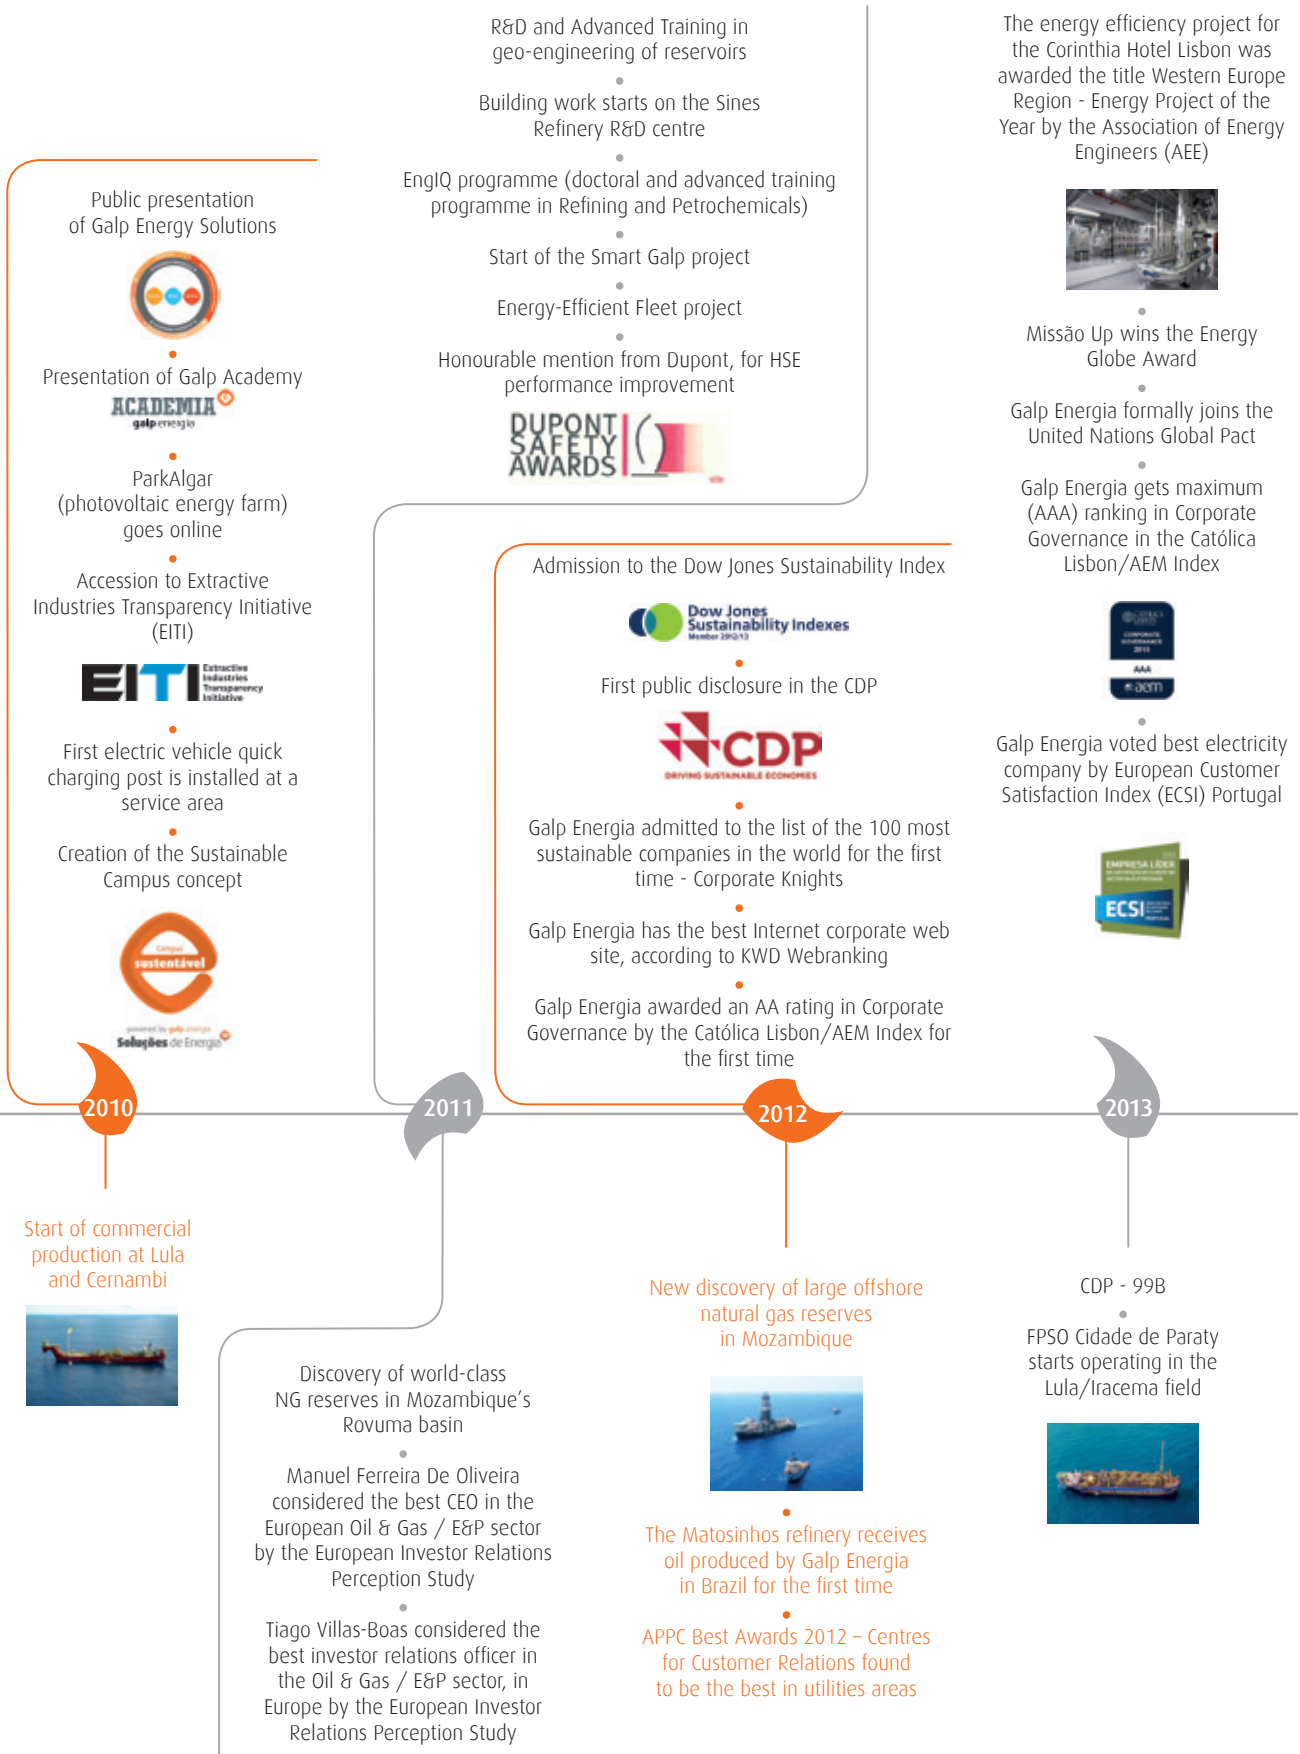 Public presentation
of Galp Energy Solutions
Presentation of Galp Academy
ACADEMIA
galp energia
ParkAlgar
(photovoltaic energy farm)
goes online
Accession to Extractive
Industries Transparency Initiative
(EITI)
EITI
Extractive
Industries
Transparency
Initiative
First electric vehicle quick
charging post is installed at a
service area
Creation of the Sustainable
Campus concept
Campus
sustentável
powered by galp energia
Soluções de Energia
2010
Start of commercial
production at Lula
and Cernambi
R&D and Advanced Training in
geo-engineering of reservoirs
Building work starts on the Sines
Refinery R&D centre
EngIQ programme (doctoral and advanced training
programme in Refining and Petrochemicals)
Start of the Smart Galp project
Energy-Efficient Fleet project
Honourable mention from Dupont, for HSE
performance improvement
DUPONT
SAFETY
AWARDS
2011
Discovery of world-class
NG reserves in Mozambique's
Rovuma basin
Manuel Ferreira De Oliveira
considered the best CEO in the
European Oil & Gas / E&P sector
by the European Investor Relations
Perception Study
Tiago Villas-Boas considered the
best investor relations officer in
the Oil & Gas / E&P sector, in
Europe by the European Investor
Relations Perception Study
Admission to the Dow Jones Sustainability Index
Dow Jones
Sustainability Indexes
Member 2012/13
First public disclosure in the CDP
CDP
DRIVING SUSTAINABLE ECONOMIES
Galp Energia admitted to the list of the 100 most
sustainable companies in the world for the first
time - Corporate Knights
Galp Energia has the best Internet corporate web
site, according to KWD Webranking
Galp Energia awarded an AA rating in Corporate
Governance by the Católica Lisbon/AEM Index for
the first time
2012
New discovery of large offshore
natural gas reserves
in Mozambique
The Matosinhos refinery receives
oil produced by Galp Energia
in Brazil for the first time
APPC Best Awards 2012 – Centres
for Customer Relations found
to be the best in utilities areas
The energy efficiency project for
the Corinthia Hotel Lisbon was
awarded the title Western Europe
Region - Energy Project of the
Year by the Association of Energy
Engineers (AEE)
Missão Up wins the Energy
Globe Award
Galp Energia formally joins the
United Nations Global Pact
Galp Energia gets maximum
(AAA) ranking in Corporate
Governance in the Católica
Lisbon/AEM Index
CORPORATE
GOVERNANCE
2013
AAA
aem
Galp Energia voted best electricity
company by European Customer
Satisfaction Index (ECSI) Portugal
EMPRESA LÍDER
ECSI
2013
CDP - 99B
FPSO Cidade de Paraty
starts operating in the
Lula/Iracema field